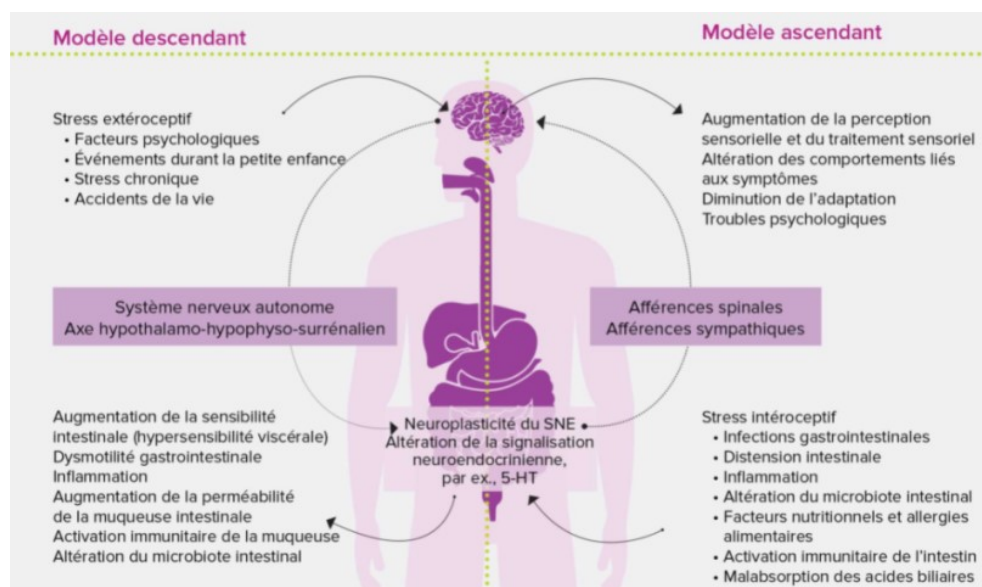 Modèle descendant
Modèle ascendant
Stress extéroceptif
• Facteurs psychologiques
• Événements durant la petite enfance
• Stress chronique
• Accidents de la vie
Augmentation de la perception
sensorielle et du traitement sensoriel
Altération des comportements liés
aux symptômes
Diminution de l'adaptation
Troubles psychologiques
Système nerveux autonome
Axe hypothalamo-hypophyso-surrénalien
Afférences spinales
Afférences sympathiques
Augmentation de la sensibilité
intestinale (hypersensibilité viscérale)
Dysmotilité gastrointestinale
Inflammation
Augmentation de la perméabilité
de la muqueuse intestinale
Activation immunitaire de la muqueuse
Altération du microbiote intestinal
Neuroplasticité du SNE
Altération de la signalisation
neuroendocrinienne,
par ex., 5-HT
Stress intéroceptif
• Infections gastrointestinales
• Distension intestinale
• Inflammation
• Altération du microbiote intestinal
• Facteurs nutritionnels et allergies
alimentaires
• Activation immunitaire de l'intestin
• Malabsorption des acides biliaires